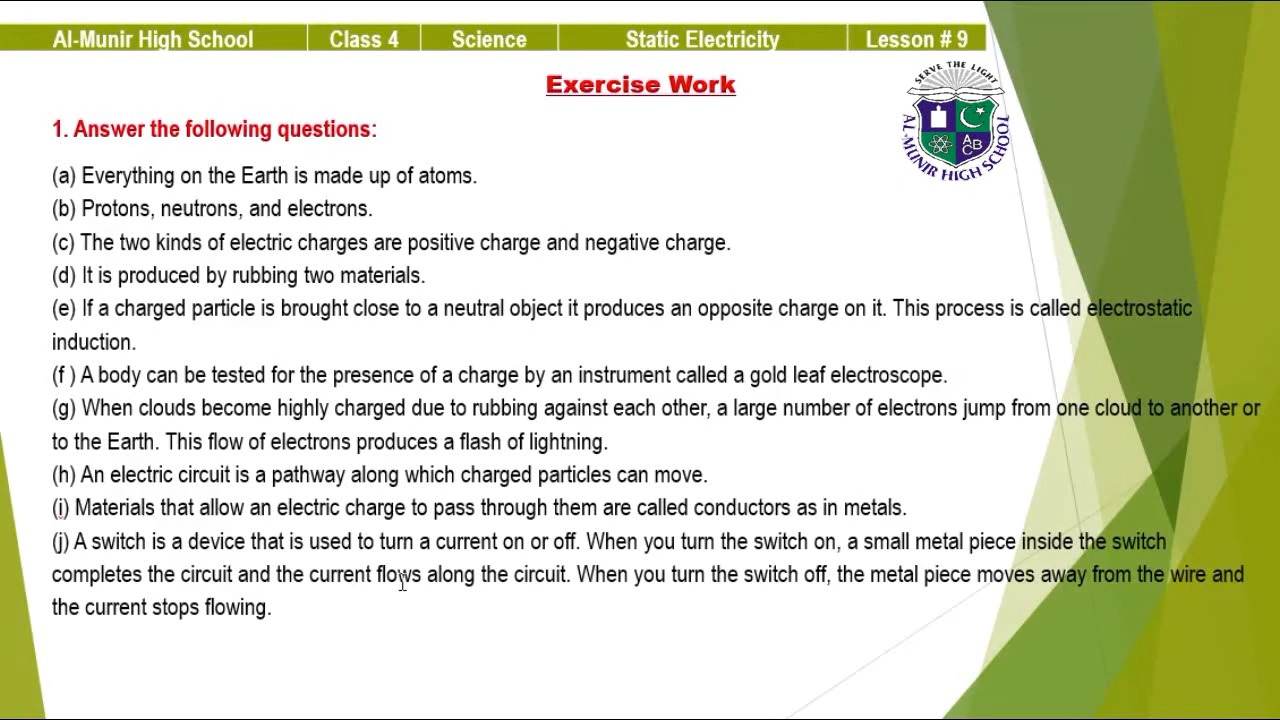 Al-Munir High School Class 4 Science Static Electricity Lesson # 9
Exercise Work
SERVE THE LIGHT
AL-MUNIR HIGH SCHOOL
A B C
1. Answer the following questions:
(a) Everything on the Earth is made up of atoms.
(b) Protons, neutrons, and electrons.
(c) The two kinds of electric charges are positive charge and negative charge.
(d) It is produced by rubbing two materials.
(e) If a charged particle is brought close to a neutral object it produces an opposite charge on it. This process is called electrostatic
induction.
(f ) A body can be tested for the presence of a charge by an instrument called a gold leaf electroscope.
(g) When clouds become highly charged due to rubbing against each other, a large number of electrons jump from one cloud to another or
to the Earth. This flow of electrons produces a flash of lightning.
(h) An electric circuit is a pathway along which charged particles can move.
(i) Materials that allow an electric charge to pass through them are called conductors as in metals.
(j) A switch is a device that is used to turn a current on or off. When you turn the switch on, a small metal piece inside the switch
completes the circuit and the current flows along the circuit. When you turn the switch off, the metal piece moves away from the wire and
the current stops flowing.